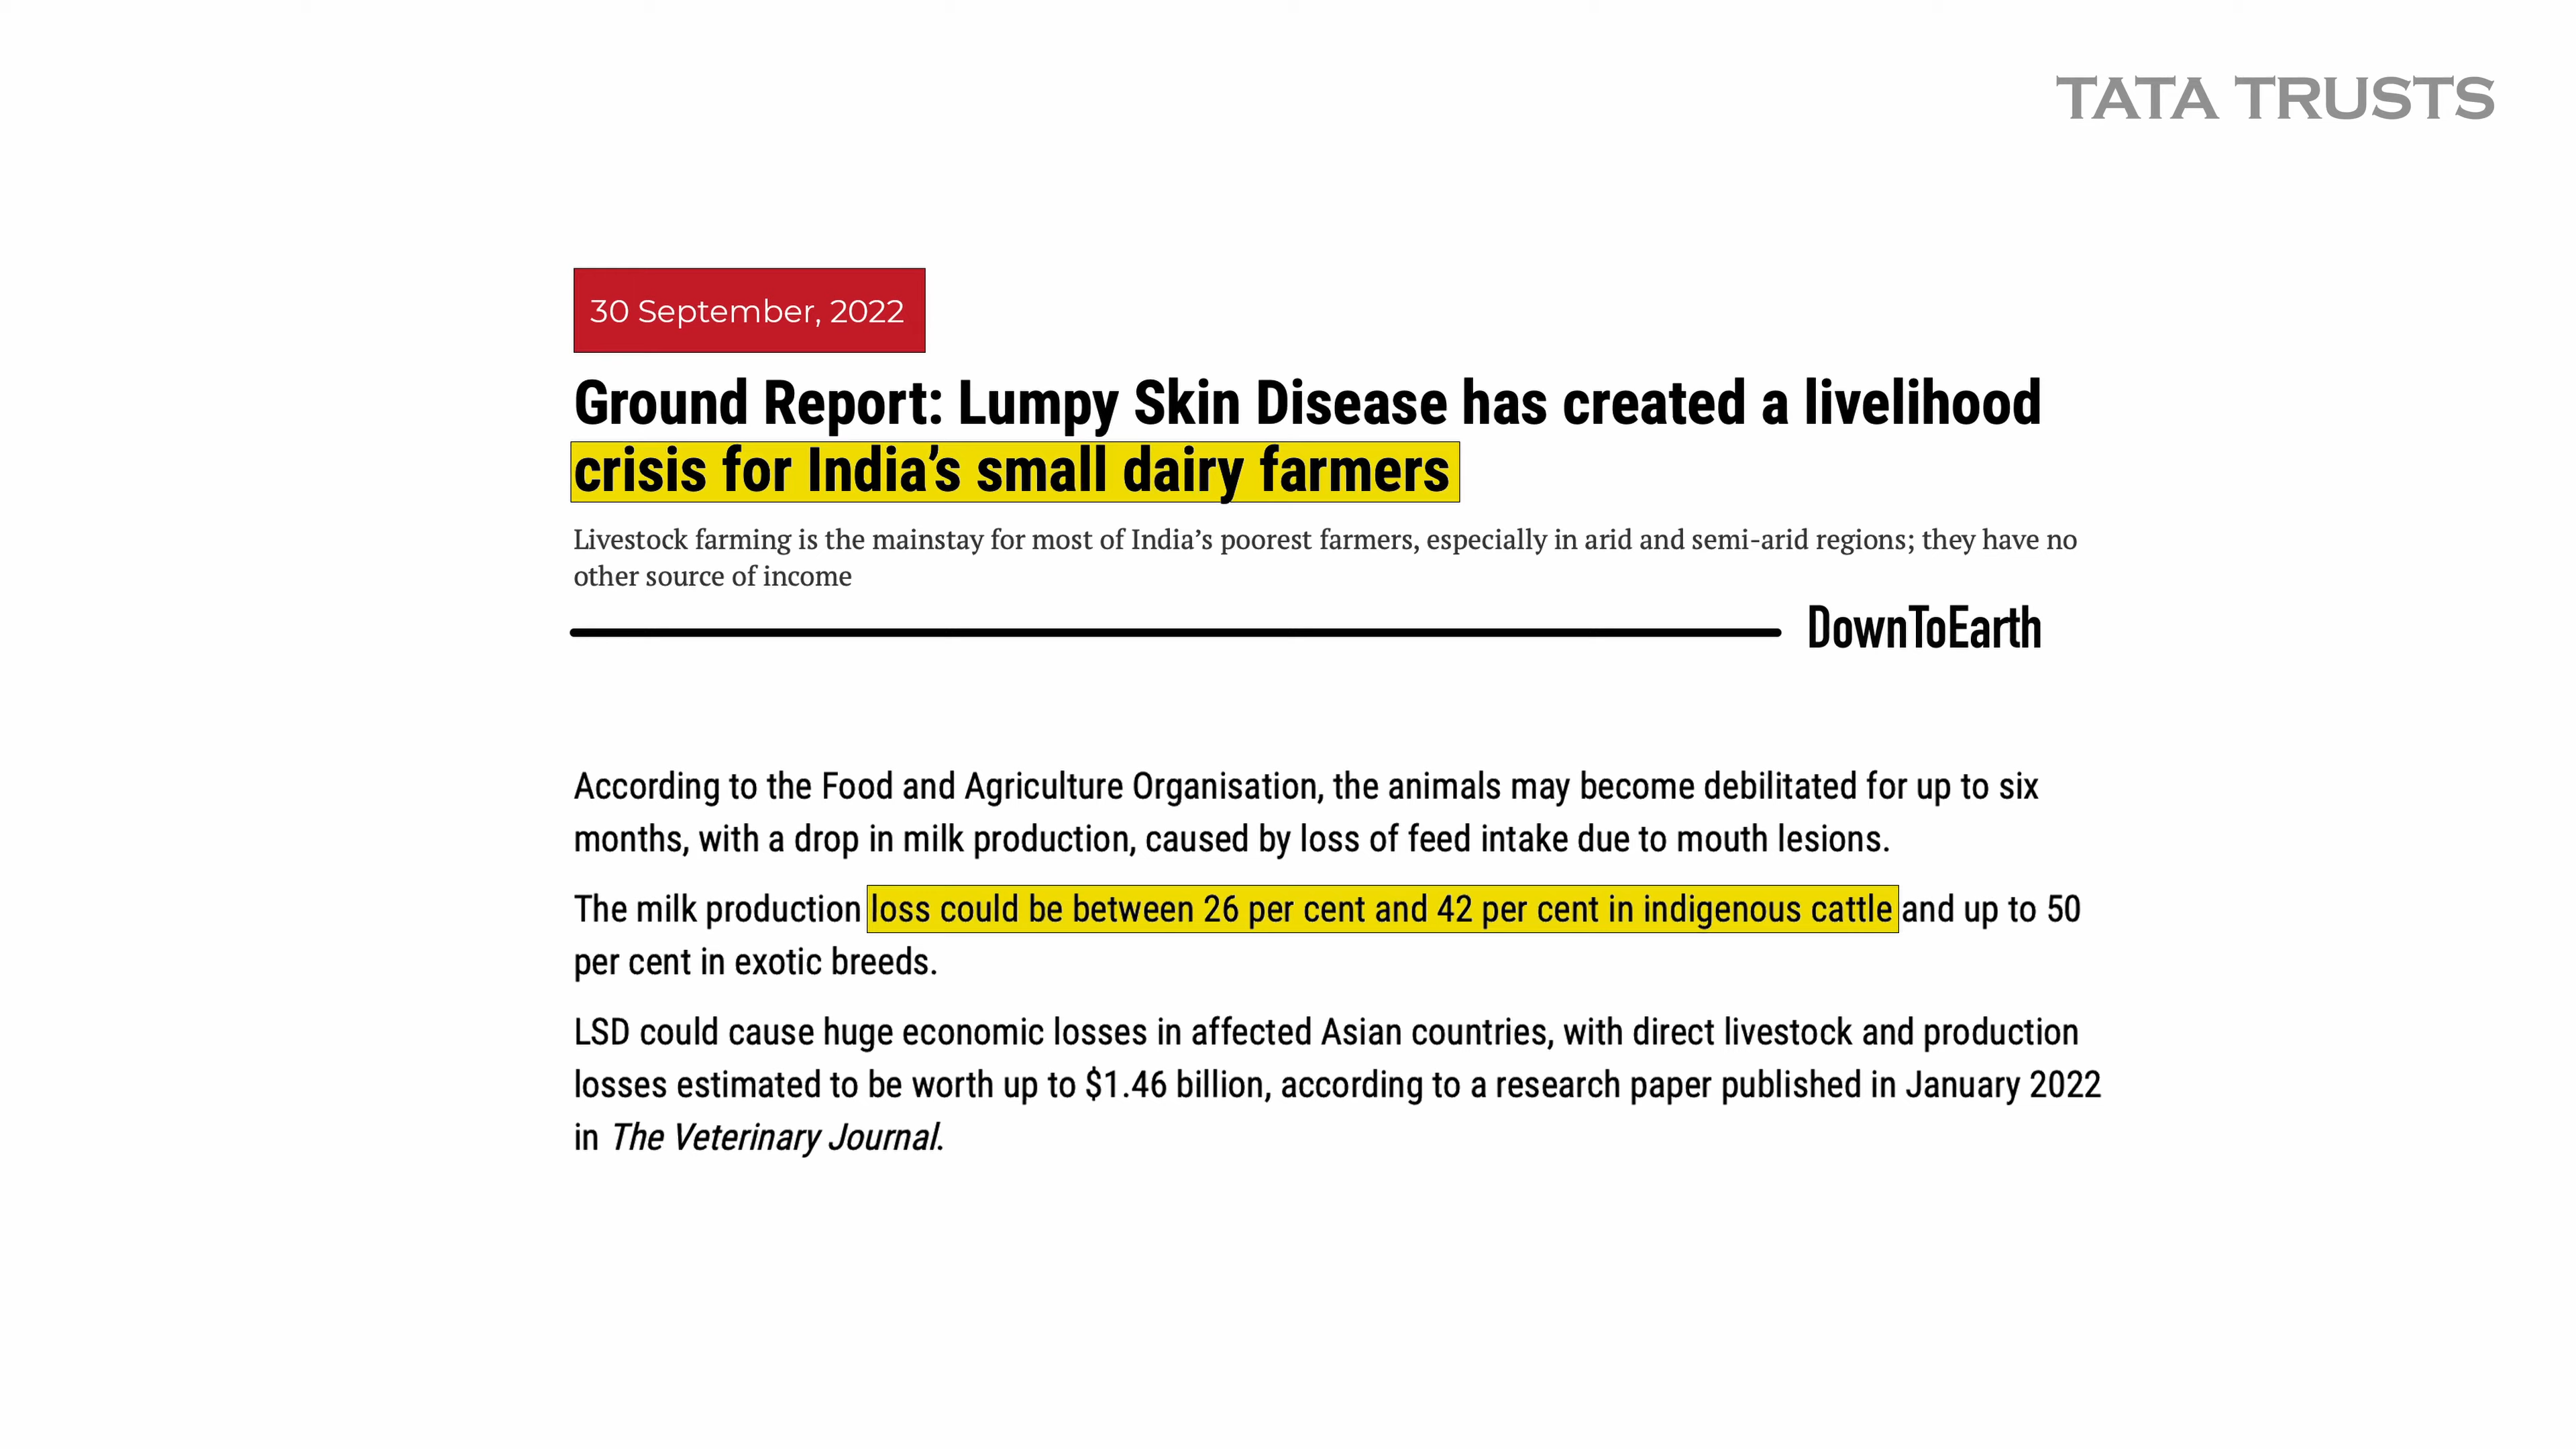 TATA TRUSTS
30 September, 2022
Ground Report: Lumpy Skin Disease has created a livelihood
crisis for India’s small dairy farmers
Livestock farming is the mainstay for most of India’s poorest farmers, especially in arid and semi-arid regions; they have no
other source of income
DownToEarth
According to the Food and Agriculture Organisation, the animals may become debilitated for up to six
months, with a drop in milk production, caused by loss of feed intake due to mouth lesions.
The milk production loss could be between 26 per cent and 42 per cent in indigenous cattle and up to 50
per cent in exotic breeds.
LSD could cause huge economic losses in affected Asian countries, with direct livestock and production
losses estimated to be worth up to $1.46 billion, according to a research paper published in January 2022
in The Veterinary Journal.